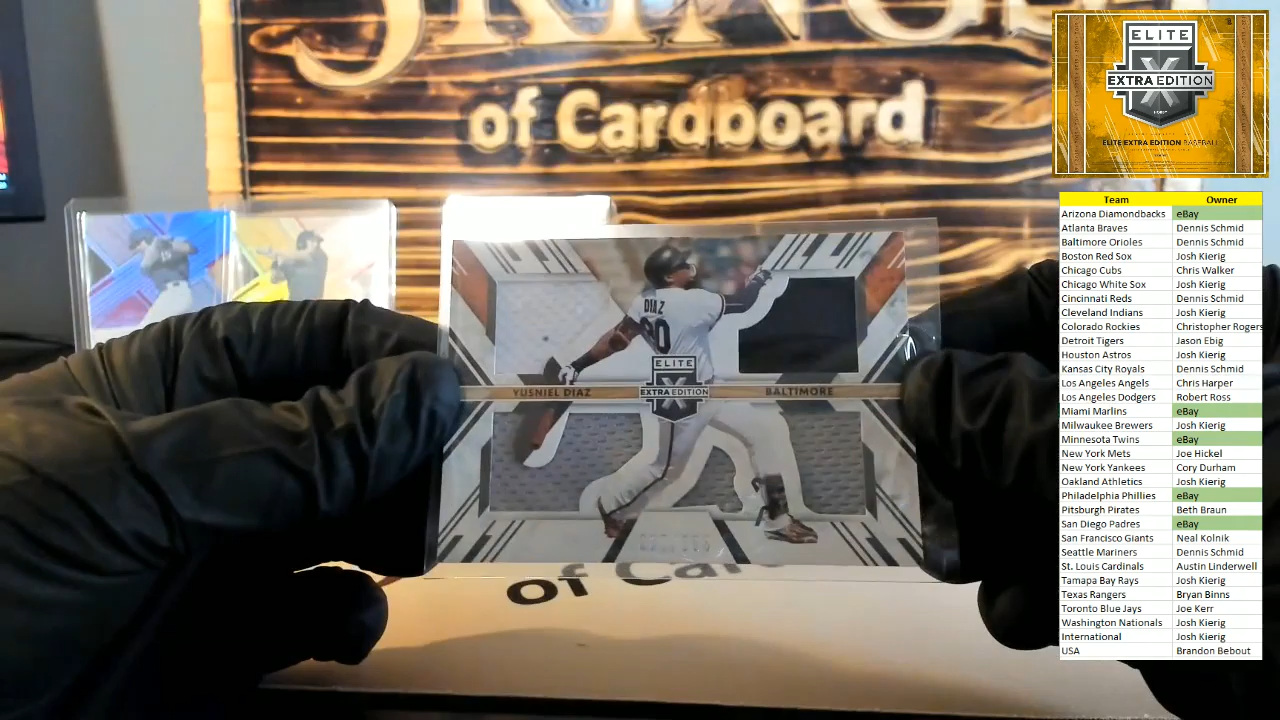 of Cardboard
DIAZ
ELITE
YUSNIEL DIAZ
EXTRA EDITION
BALTIMORE
of Car
ELITE
X
EXTRA EDITION
ELITE EXTRA EDITION BASEBALL
Team Owner
Arizona Diamondbacks eBay
Atlanta Braves Dennis Schmid
Baltimore Orioles Dennis Schmid
Boston Red Sox Josh Kierig
Chicago Cubs Chris Walker
Chicago White Sox Josh Kierig
Cincinnati Reds Dennis Schmid
Cleveland Indians Josh Kierig
Colorado Rockies Christopher Rogers
Detroit Tigers Jason Ebig
Houston Astros Josh Kierig
Kansas City Royals Dennis Schmid
Los Angeles Angels Chris Harper
Los Angeles Dodgers Robert Ross
Miami Marlins eBay
Milwaukee Brewers Josh Kierig
Minnesota Twins eBay
New York Mets Joe Hickel
New York Yankees Cory Durham
Oakland Athletics Josh Kierig
Philadelphia Phillies eBay
Pittsburgh Pirates Beth Braun
San Diego Padres eBay
San Francisco Giants Neal Kolnik
Seattle Mariners Dennis Schmid
St. Louis Cardinals Austin Linderwell
Tamapa Bay Rays Josh Kierig
Texas Rangers Bryan Binns
Toronto Blue Jays Joe Kerr
Washington Nationals Josh Kierig
International Josh Kierig
USA Brandon Bebout